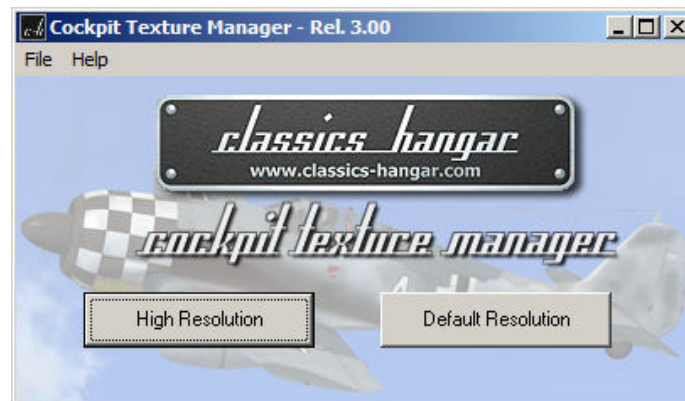 c-h Cockpit Texture Manager - Rel. 3.00
File Help
classics hangar
www.classics-hangar.com
cockpit texture manager
High Resolution Default Resolution